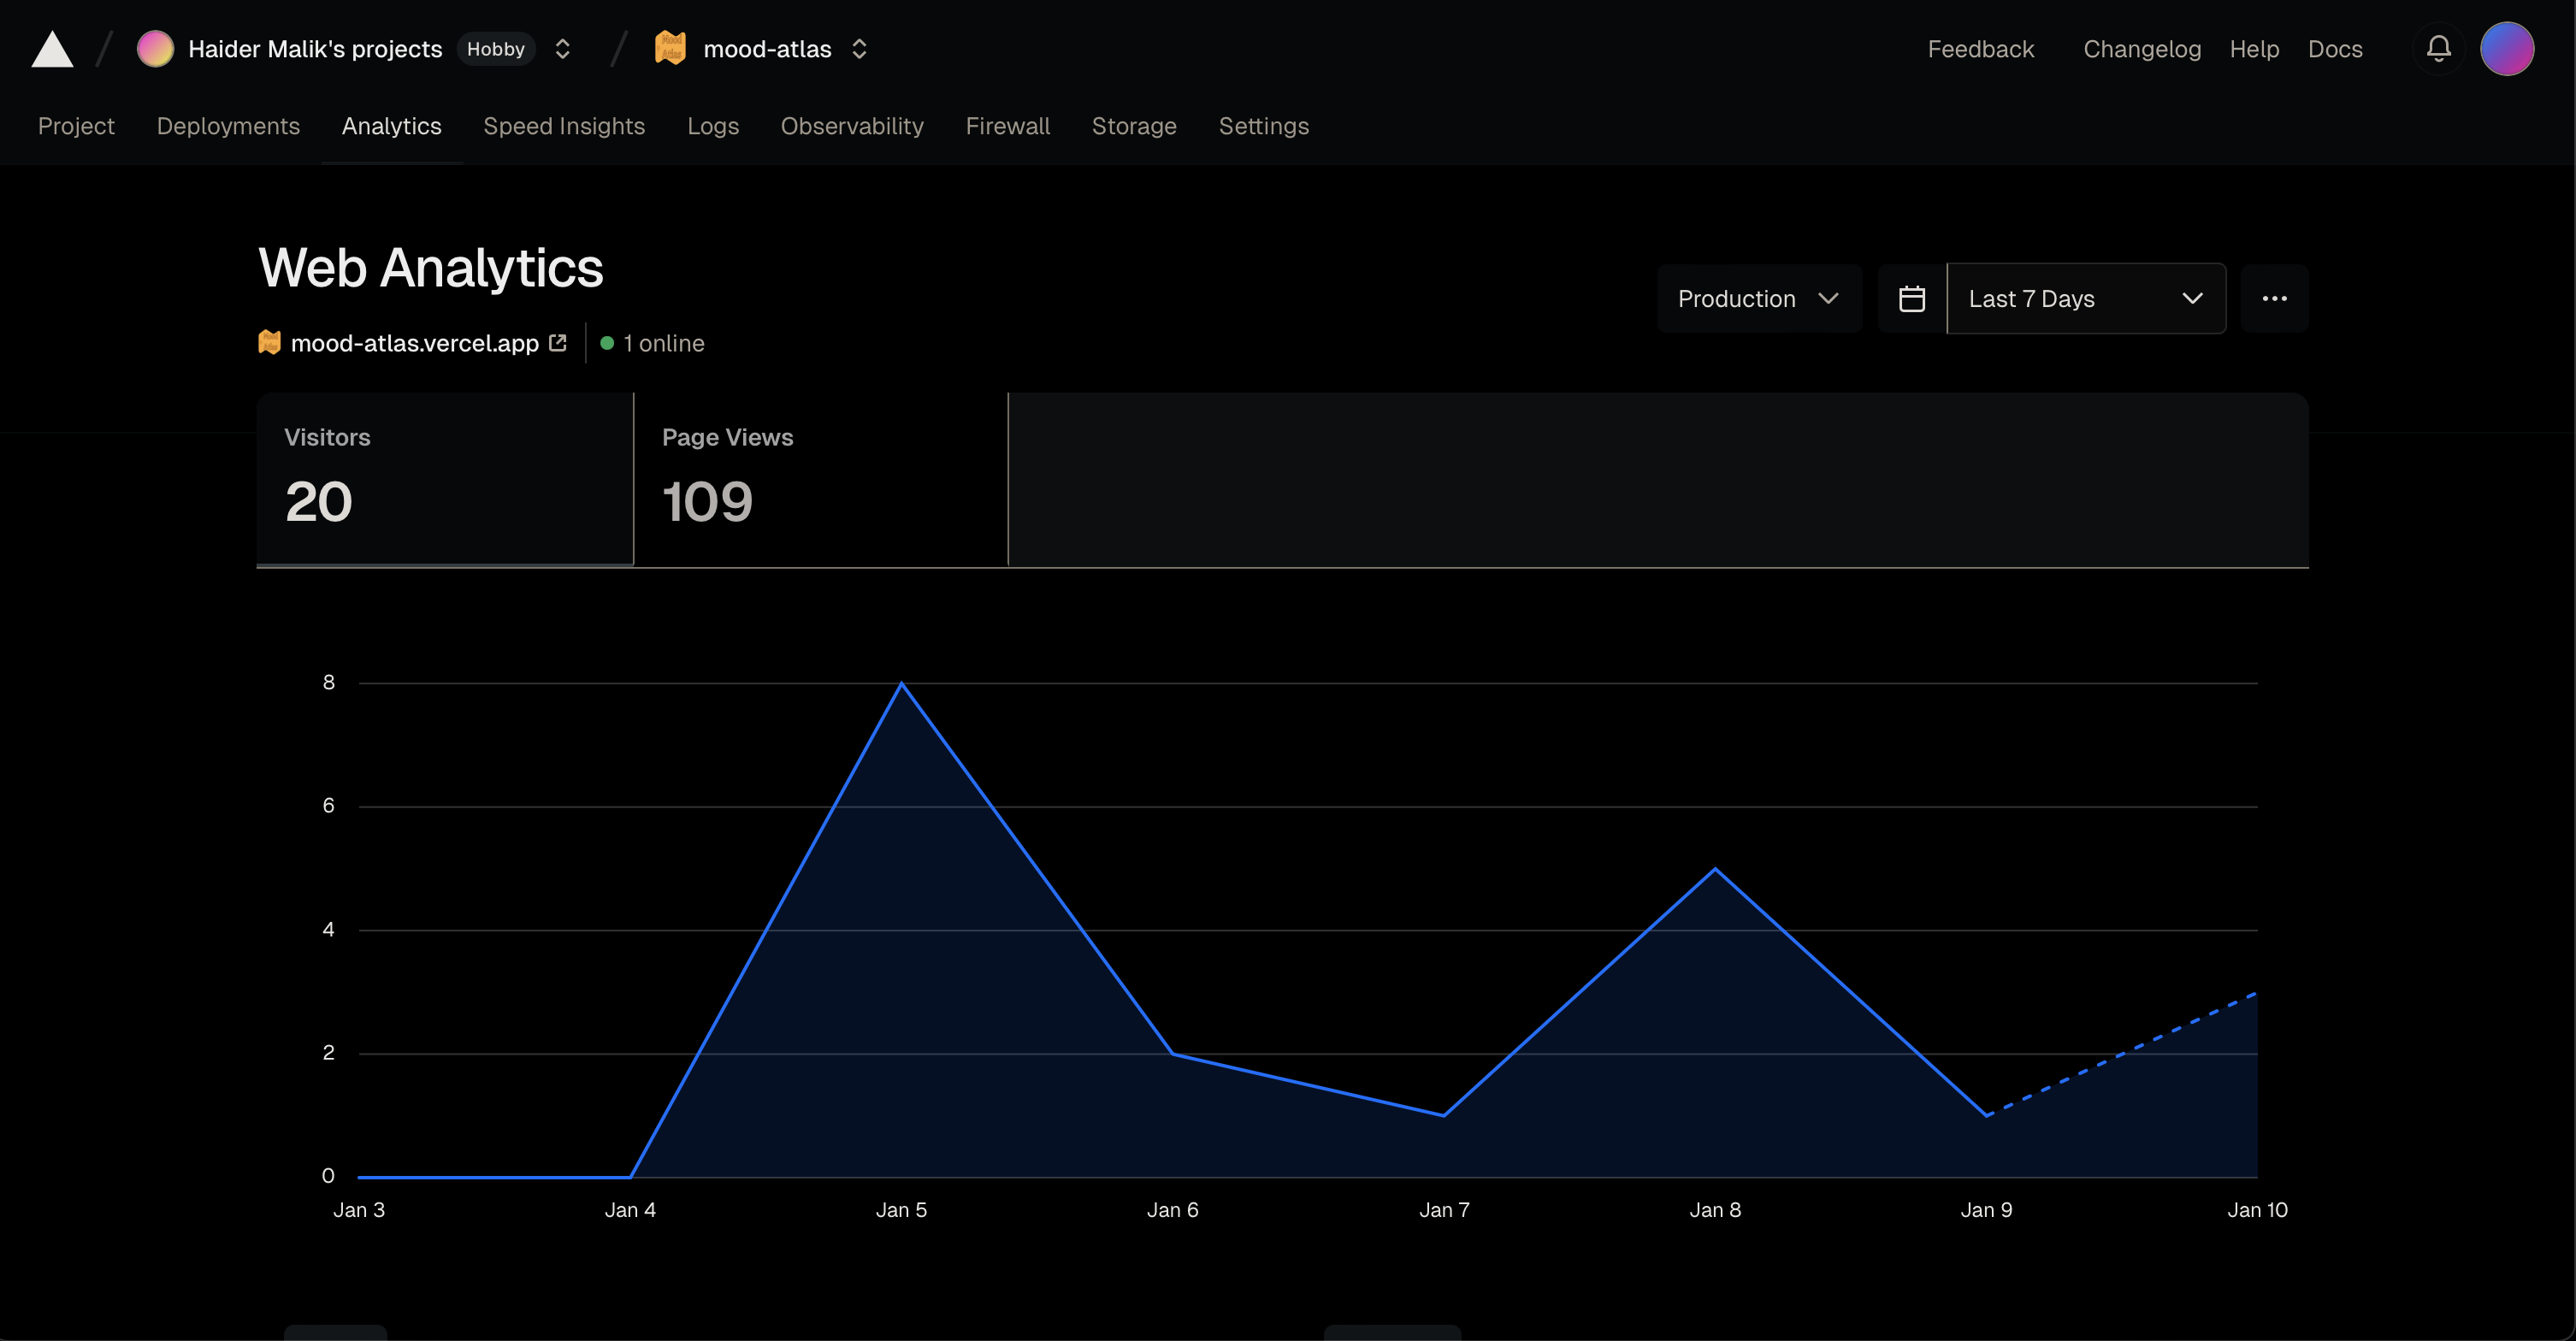 Haider Malik's projects Hobby mood-atlas Feedback Changelog Help Docs
Project Deployments Analytics Speed Insights Logs Observability Firewall Storage Settings
Web Analytics
Production Last 7 Days
mood-atlas.vercel.app 1 online
Visitors Page Views
20 109
8
6
4
2
0
Jan 3 Jan 4 Jan 5 Jan 6 Jan 7 Jan 8 Jan 9 Jan 10